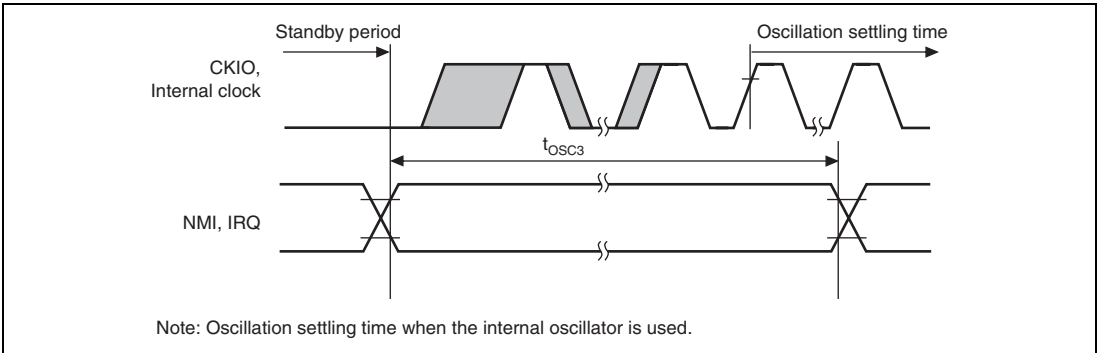 Standby period
Oscillation settling time
CKIO,
Internal clock
tOSC3
NMI, IRQ
Note: Oscillation settling time when the internal oscillator is used.